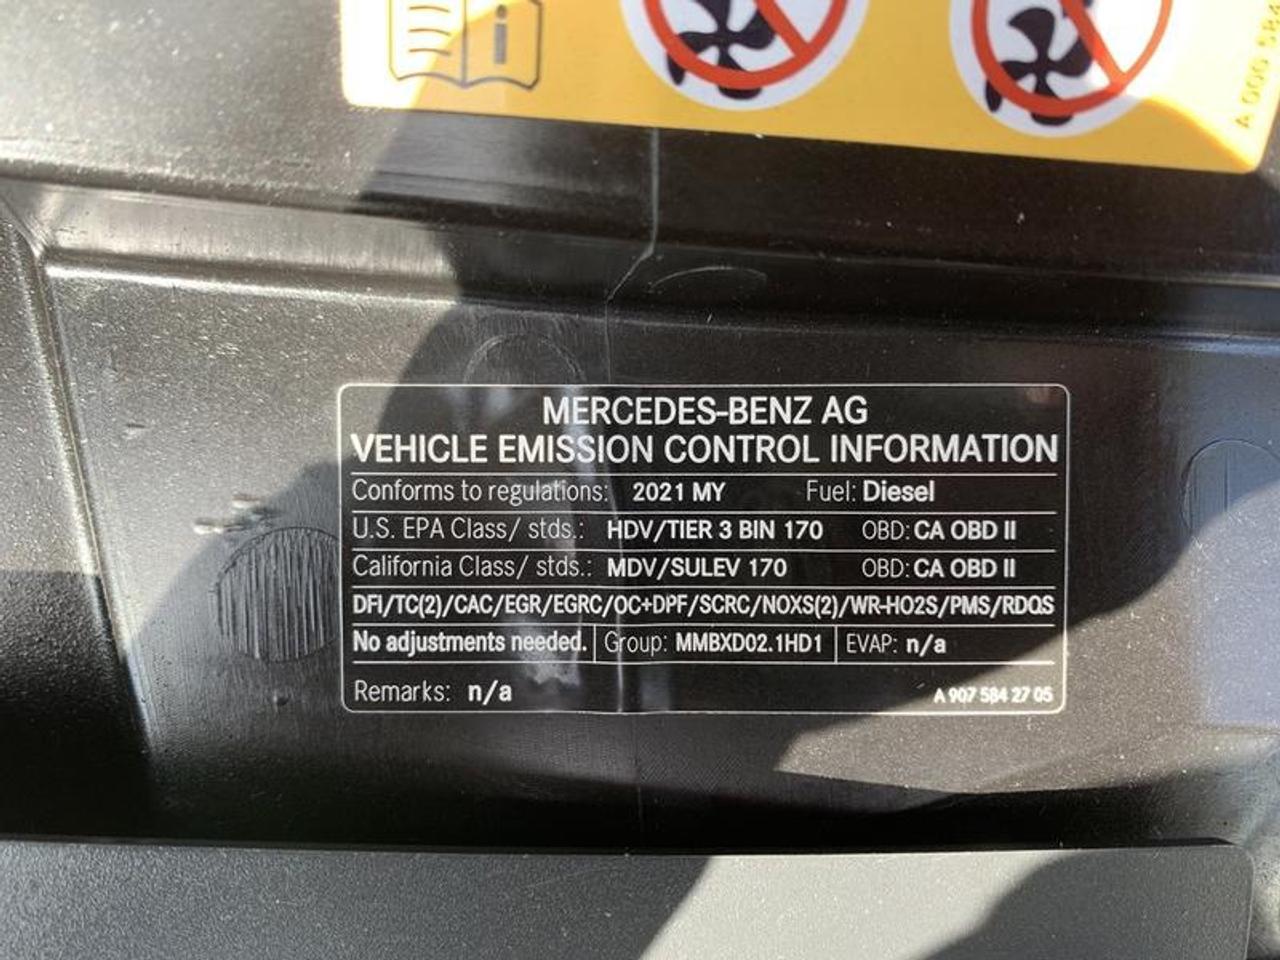 MERCEDES-BENZ AG
VEHICLE EMISSION CONTROL INFORMATION
Conforms to regulations: 2021 MY Fuel: Diesel
U.S. EPA Class/ stds.: HDV/TIER 3 BIN 170 OBD: CA OBD II
California Class/ stds.: MDV/SULEV 170 OBD: CA OBD II
DFI/TC(2)/CAC/EGR/EGRC/OC+DPF/SCRC/NOXS(2)/WR-HO2S/PMS/RDQS
No adjustments needed. Group: MMBXD02.1HD1 EVAP: n/a
Remarks: n/a A 907 584 27 05